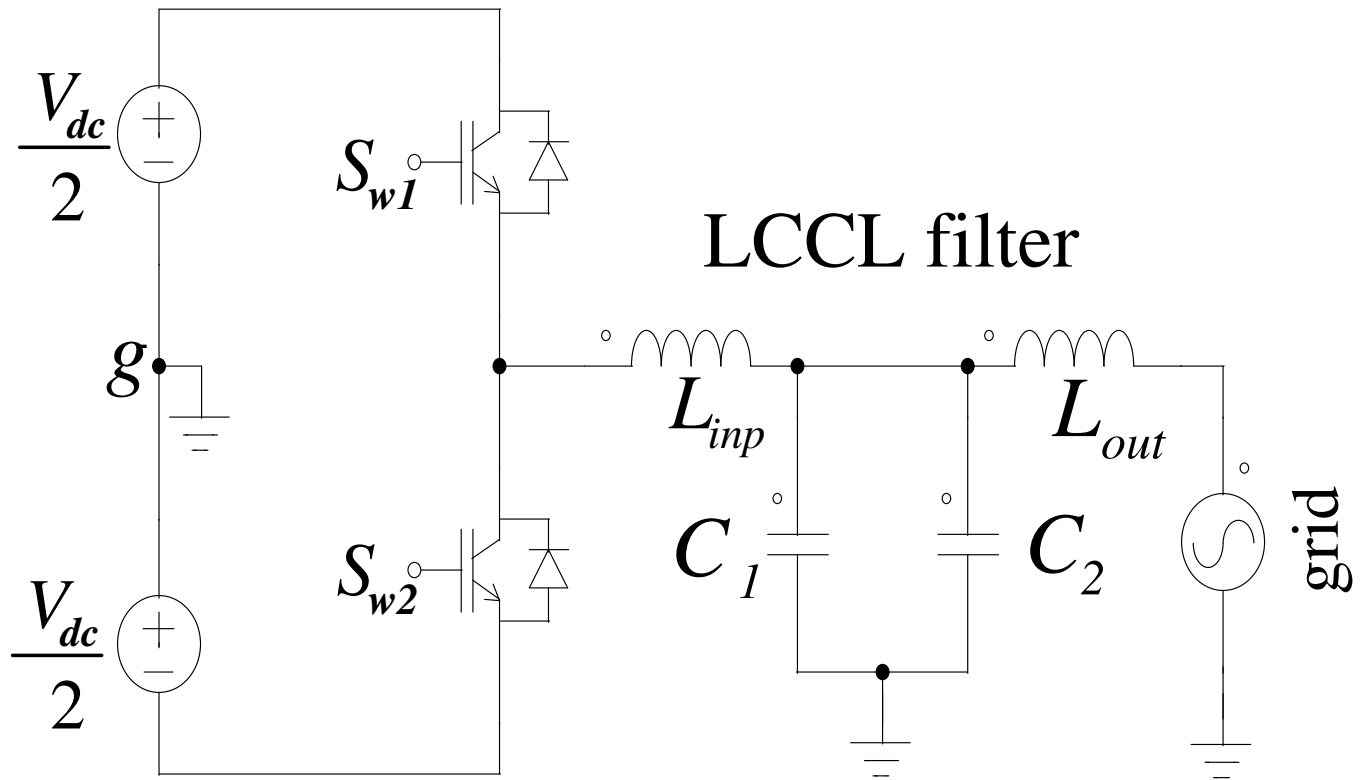 V_dc
2
S_w1
LCCL filter
g
L_inp
L_out
C_1
C_2
grid
S_w2
V_dc
2